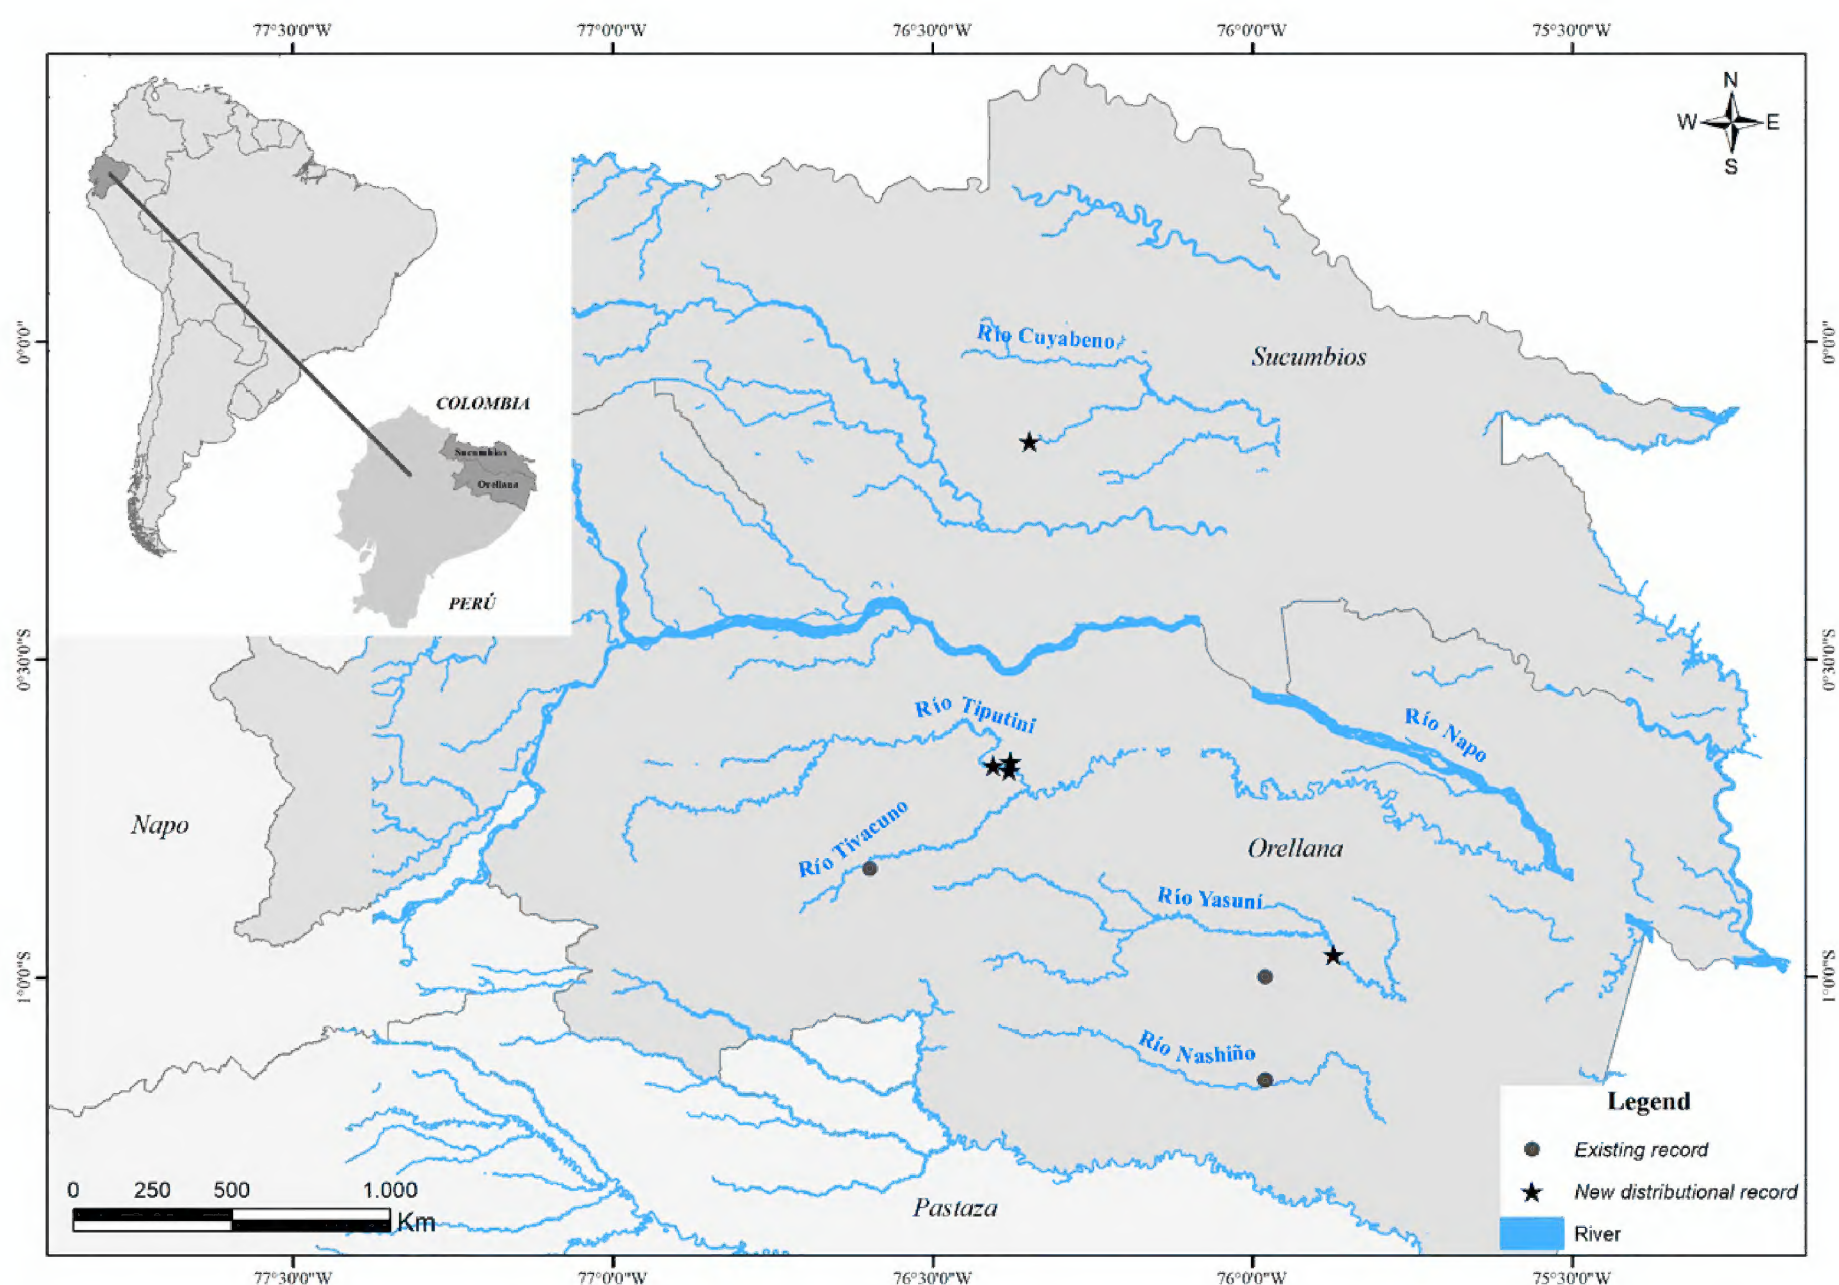 77°30'0"W
77°0'0"W
76°30'0"W
76°0'0"W
75°30'0"W
N
W E
S
0°0'0"
0°0'0"
Río Cuyabeno
Sucumbios
COLOMBIA
Sucumbios
Orellana
PERÚ
0°30'0"S
0°30'0"S
Río Tiputini
Río Napo
Napo
Río Tivacuno
Orellana
Río Yasuní
1°0'0"S
1°0'0"S
Río Nashiño
Legend
Existing record
New distributional record
River
0 250 500 1.000
Km
Pastaza
77°30'0"W
77°0'0"W
76°30'0"W
76°0'0"W
75°30'0"W